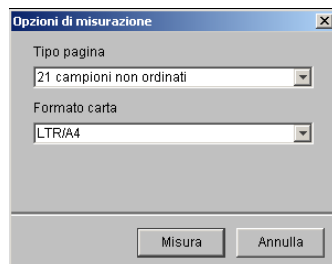 Opzioni di misurazione
Tipo pagina
21 campioni non ordinati
Formato carta
LTR/A4
Misura
Annulla